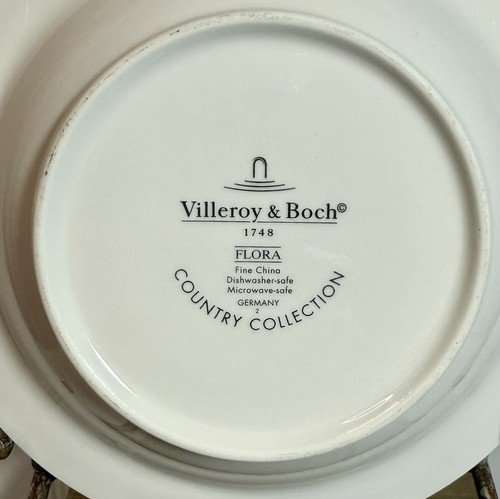 Villeroy & Boch©
1748
FLORA
Fine China
Dishwasher-safe
Microwave-safe
GERMANY
2
COUNTRY COLLECTION